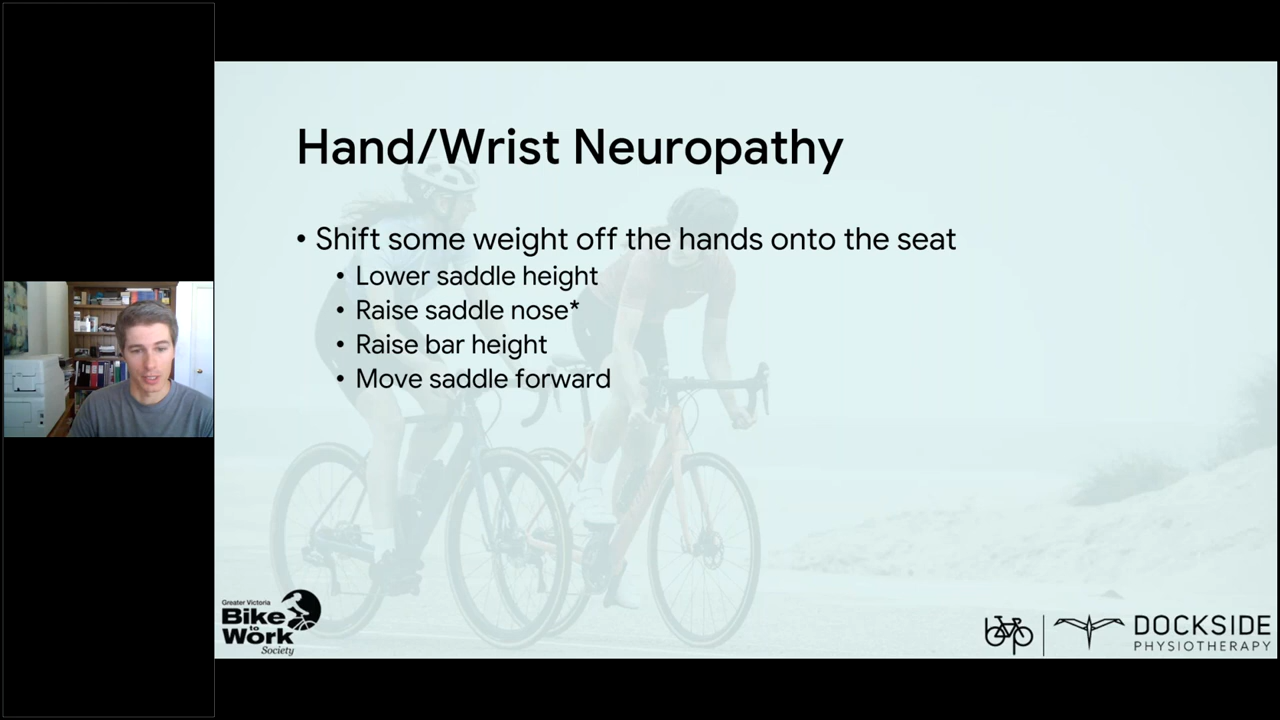 Hand/Wrist Neuropathy
• Shift some weight off the hands onto the seat
• Lower saddle height
• Raise saddle nose*
• Raise bar height
• Move saddle forward
Greater Victoria
Bike
to
Work
Society
DOCKSIDE
PHYSIOTHERAPY